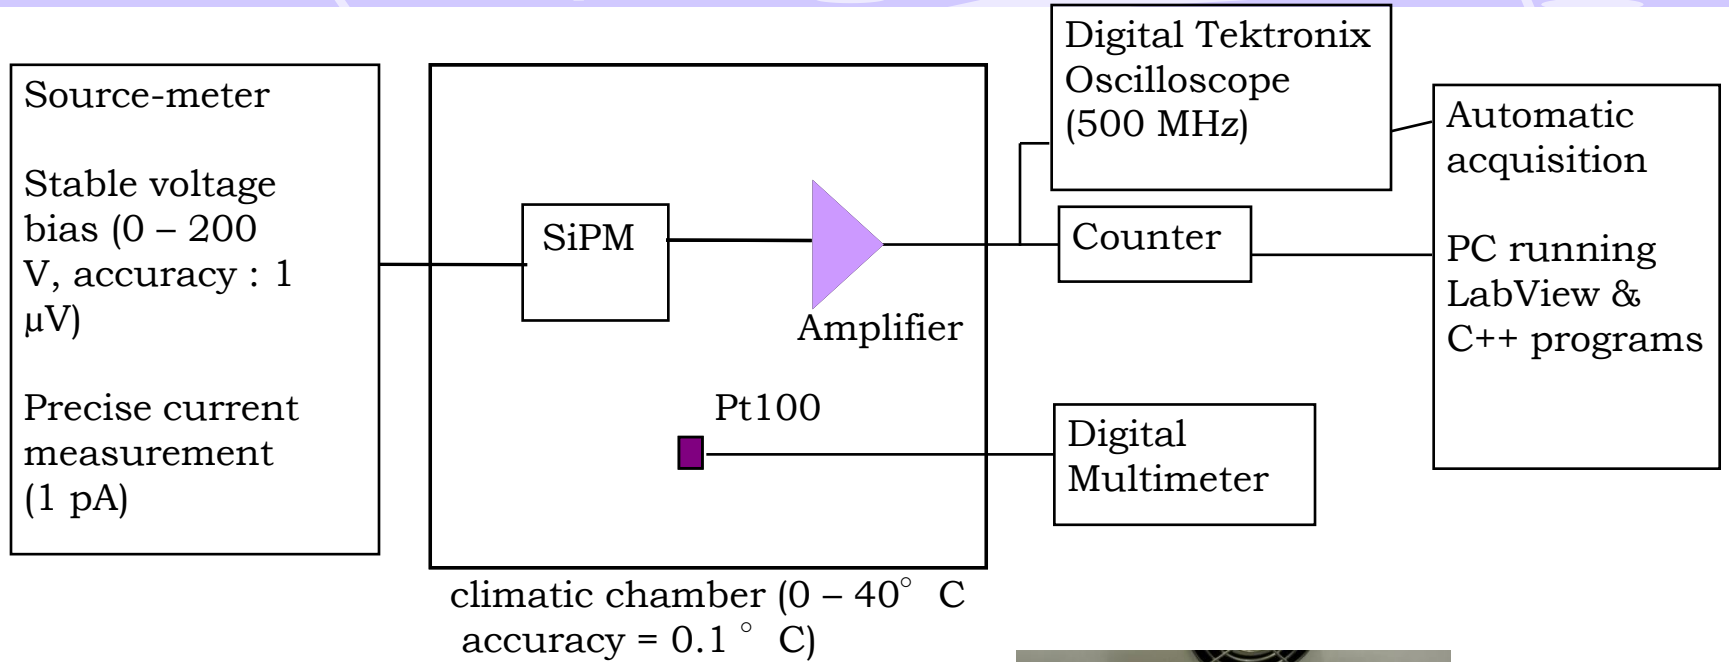 Source-meter
Stable voltage
bias (0 – 200
V, accuracy : 1
µV)
Precise current
measurement
(1 pA)
SiPM
Amplifier
Pt100
climatic chamber (0 – 40° C
accuracy = 0.1 ° C)
Digital Tektronix
Oscilloscope
(500 MHz)
Counter
Digital
Multimeter
Automatic
acquisition
PC running
LabView &
C++ programs